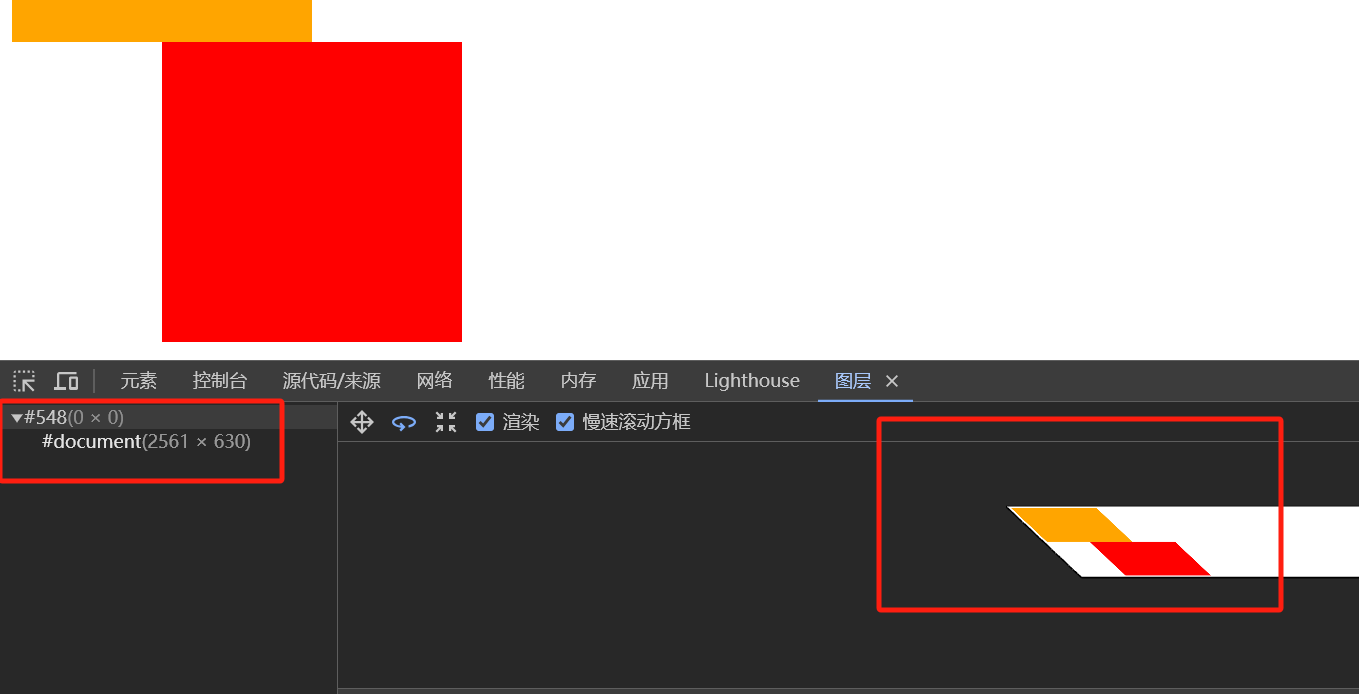 元素 控制台 源代码/来源 网络 性能 内存 应用 Lighthouse 图层
#548(0 × 0)
#document(2561 × 630)
渲染 慢速滚动方框